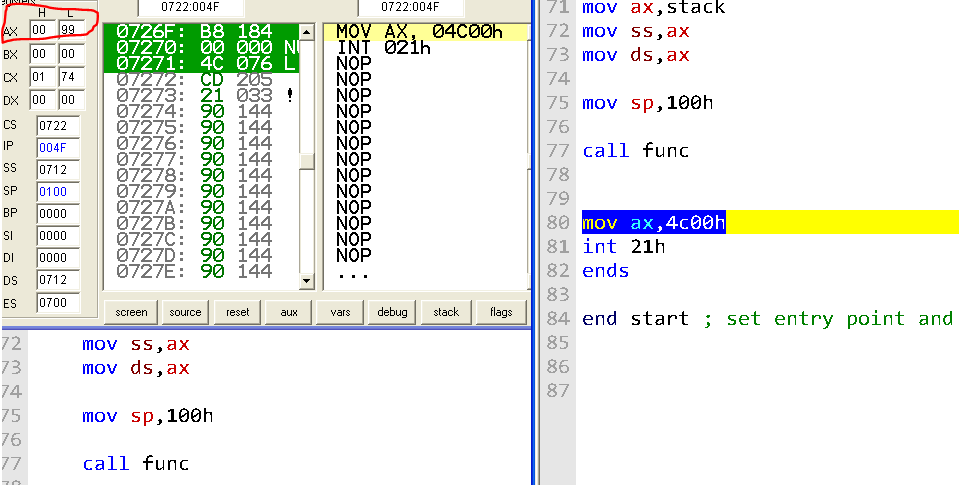 H L
0722:004F
0722:004F
AX 00 99
BX 00 00
CX 01 74
DX 00 00
CS 0722
IP 004F
SS 0712
SP 0100
BP 0000
SI 0000
DI 0000
DS 0712
ES 0700
0726F: B8 184
07270: 00 000 NU
07271: 4C 076 L
07272: CD 205
07273: 21 033 !
07274: 90 144
07275: 90 144
07276: 90 144
07277: 90 144
07278: 90 144
07279: 90 144
0727A: 90 144
0727B: 90 144
0727C: 90 144
0727D: 90 144
0727E: 90 144
MOV AX, 04C00h
INT 021h
NOP
NOP
NOP
NOP
NOP
NOP
NOP
NOP
NOP
NOP
NOP
NOP
NOP
...
screen source reset aux vars debug stack flags
72 mov ss,ax
73 mov ds,ax
74
75 mov sp,100h
76
77 call func
71 mov ax,stack
72 mov ss,ax
73 mov ds,ax
74
75 mov sp,100h
76
77 call func
78
79
80 mov ax,4c00h
81 int 21h
82 ends
83
84 end start ; set entry point and
85
86
87